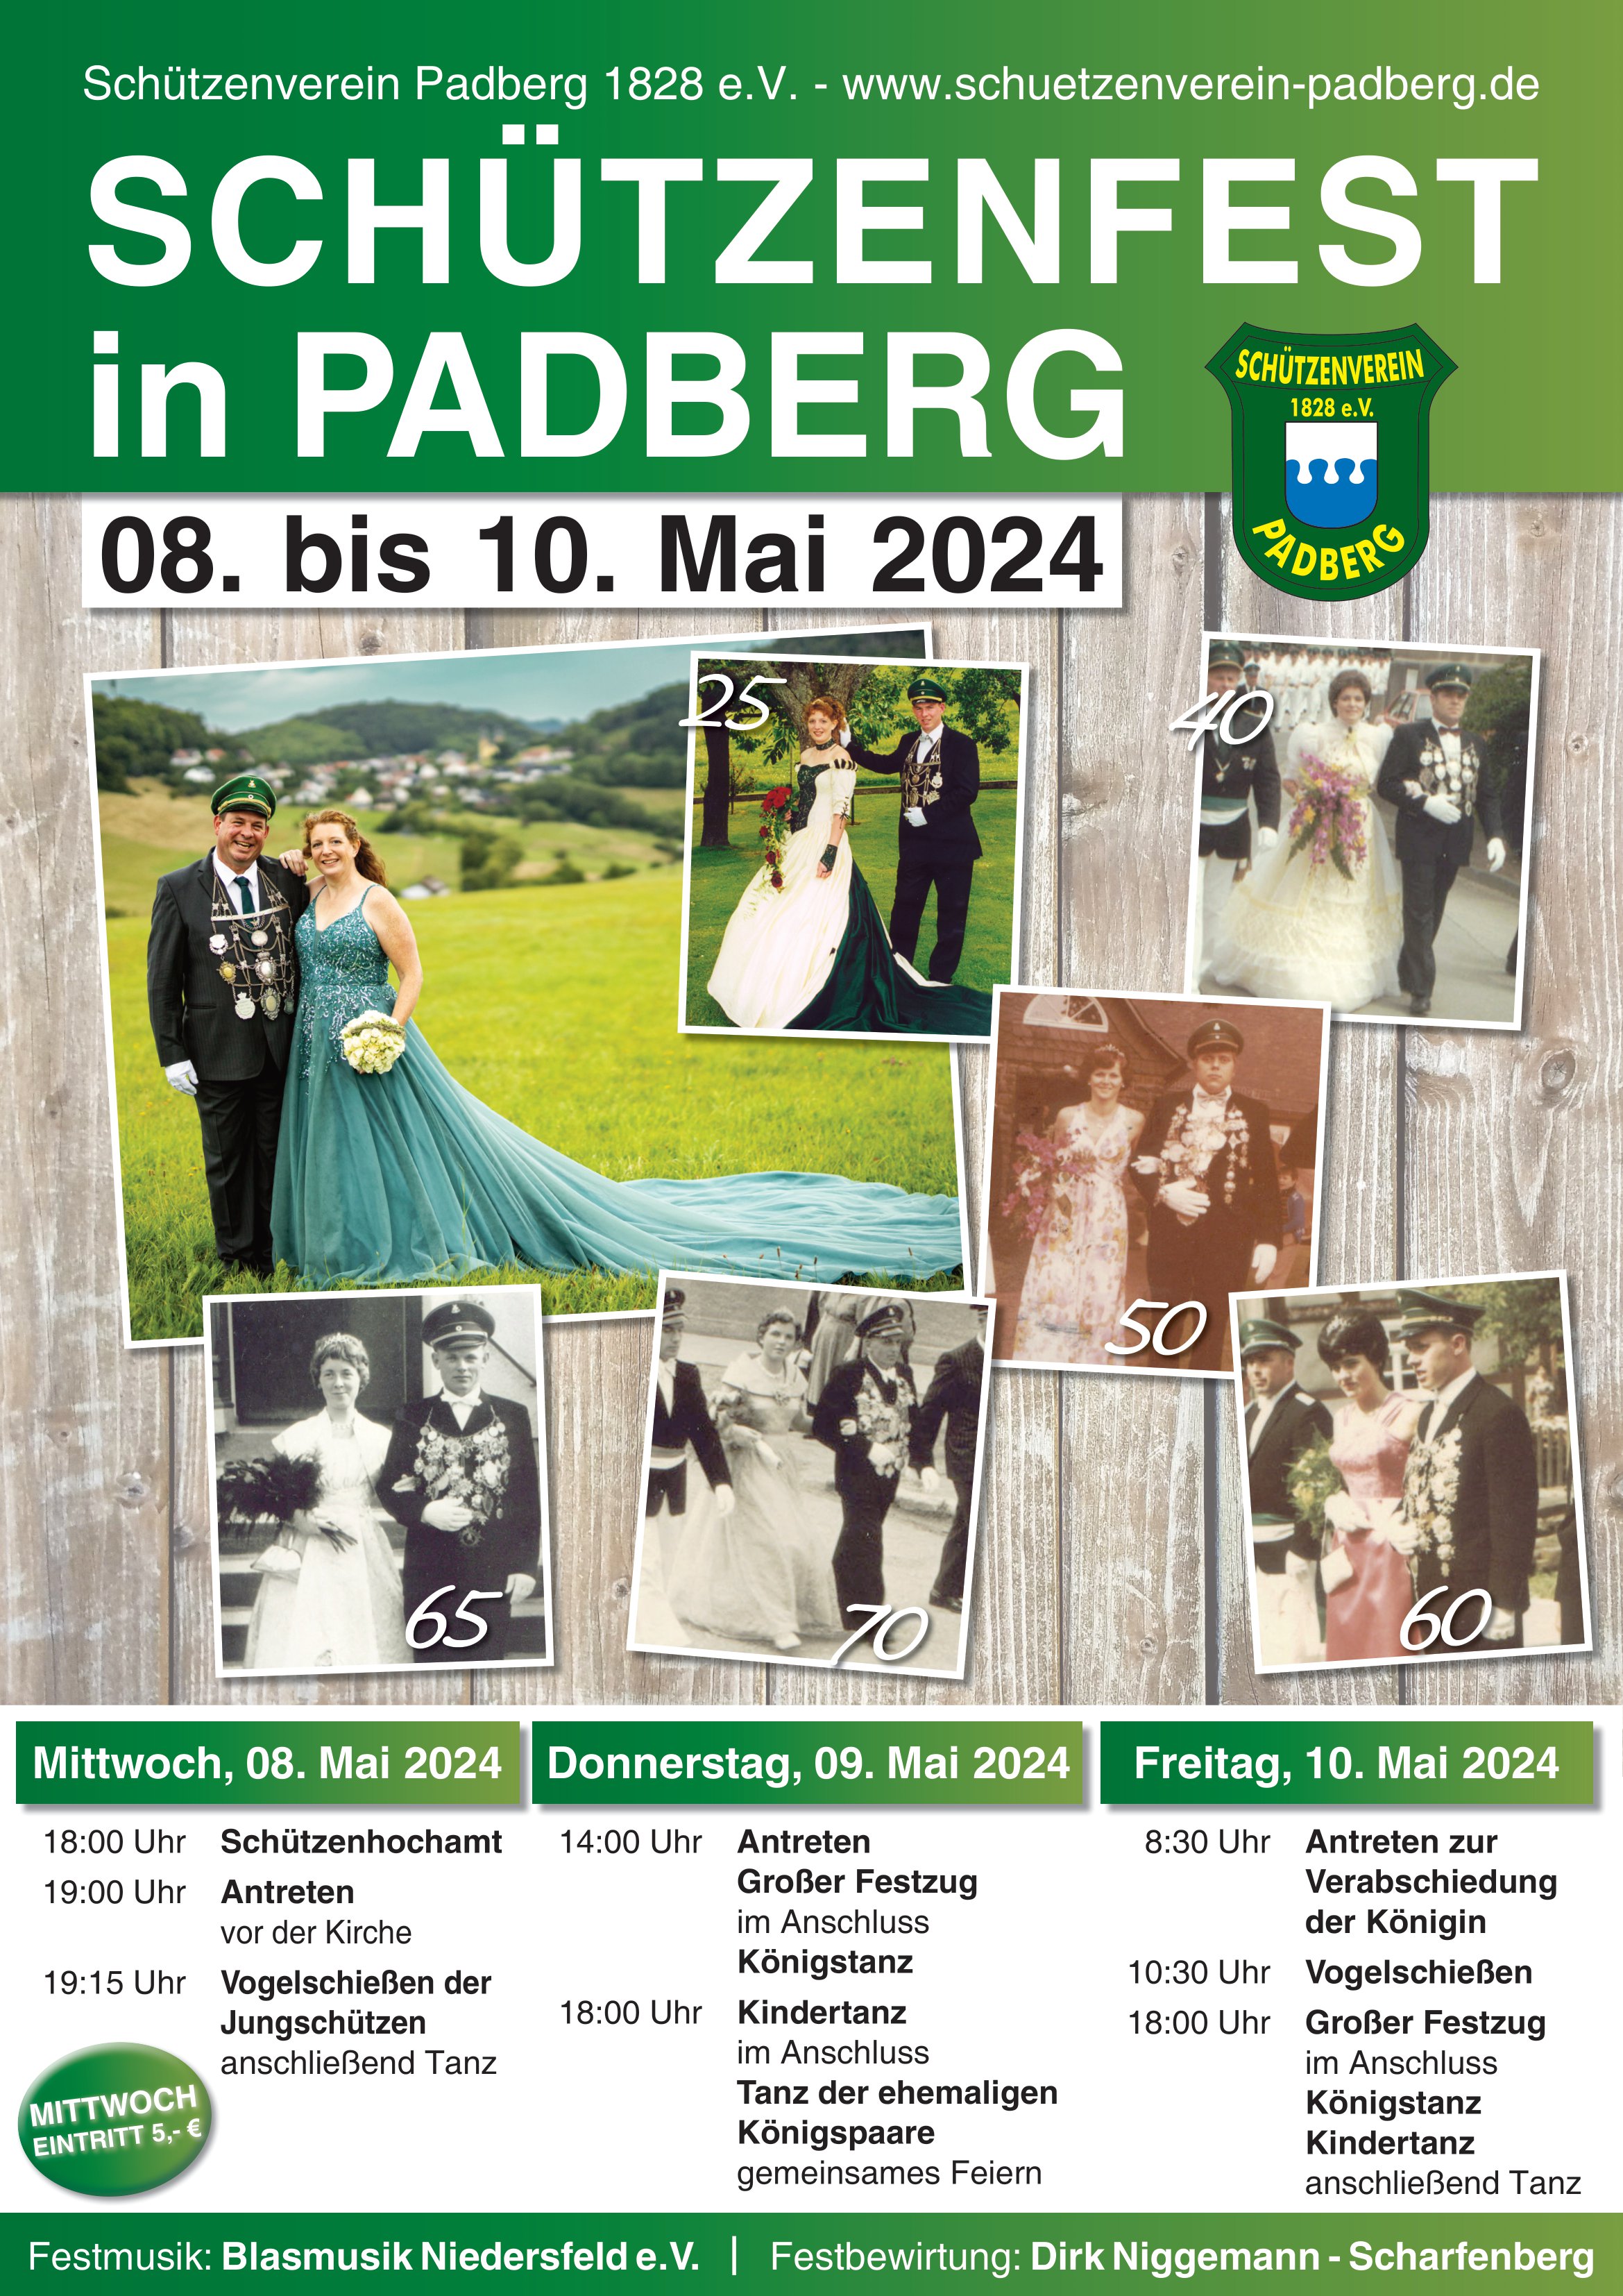 Schützenverein Padberg 1828 e.V. - www.schuetzenverein-padberg.de
SCHÜTZENFEST
in PADBERG
SCHÜTZENVEREIN
1828 e.V.
PADBERG
08. bis 10. Mai 2024
25
40
50
65
70
60
Mittwoch, 08. Mai 2024
18:00 Uhr Schützenhochamt
19:00 Uhr Antreten
vor der Kirche
19:15 Uhr Vogelschießen der
Jungschützen
anschließend Tanz
MITTWOCH
EINTRITT 5,- €
Donnerstag, 09. Mai 2024
14:00 Uhr Antreten
Großer Festzug
im Anschluss
Königstanz
18:00 Uhr Kindertanz
im Anschluss
Tanz der ehemaligen
Königspaare
gemeinsames Feiern
Freitag, 10. Mai 2024
8:30 Uhr Antreten zur
Verabschiedung
der Königin
10:30 Uhr Vogelschießen
18:00 Uhr Großer Festzug
im Anschluss
Königstanz
Kindertanz
anschließend Tanz
Festmusik: Blasmusik Niedersfeld e.V. | Festbewirtung: Dirk Niggemann - Scharfenberg